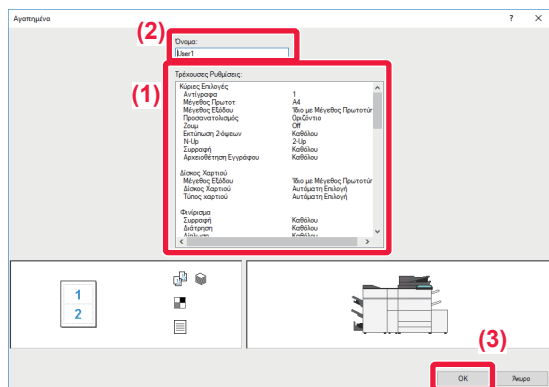 Αγαπημένα ? ×
(2)
Όνομα:
User1
(1)
Τρέχουσες Ρυθμίσεις:
Κύριες Επιλογές
Αντίγραφα 1
Μέγεθος Πρωτοτ A4
Μέγεθος Εξόδου Ίδιο με Μέγεθος Πρωτοτύπ
Προσανατολισμός Οριζόντιο
Ζουμ Off
Εκτύπωση 2-όψεων Καθόλου
N-Up 2-Up
Συρραφή Καθόλου
Αρχειοθέτηση Εγγράφου Καθόλου
Δίσκος Χαρτιού
Μέγεθος Εξόδου Ίδιο με Μέγεθος Πρωτοτύπ
Δίσκος Χαρτιού Αυτόματη Επιλογή
Τύπος χαρτιού Αυτόματη Επιλογή
Φινίρισμα
Συρραφή Καθόλου
Διάτρηση Καθόλου
Δίπλωση Καθόλου
1
2
(3)
OK Άκυρο